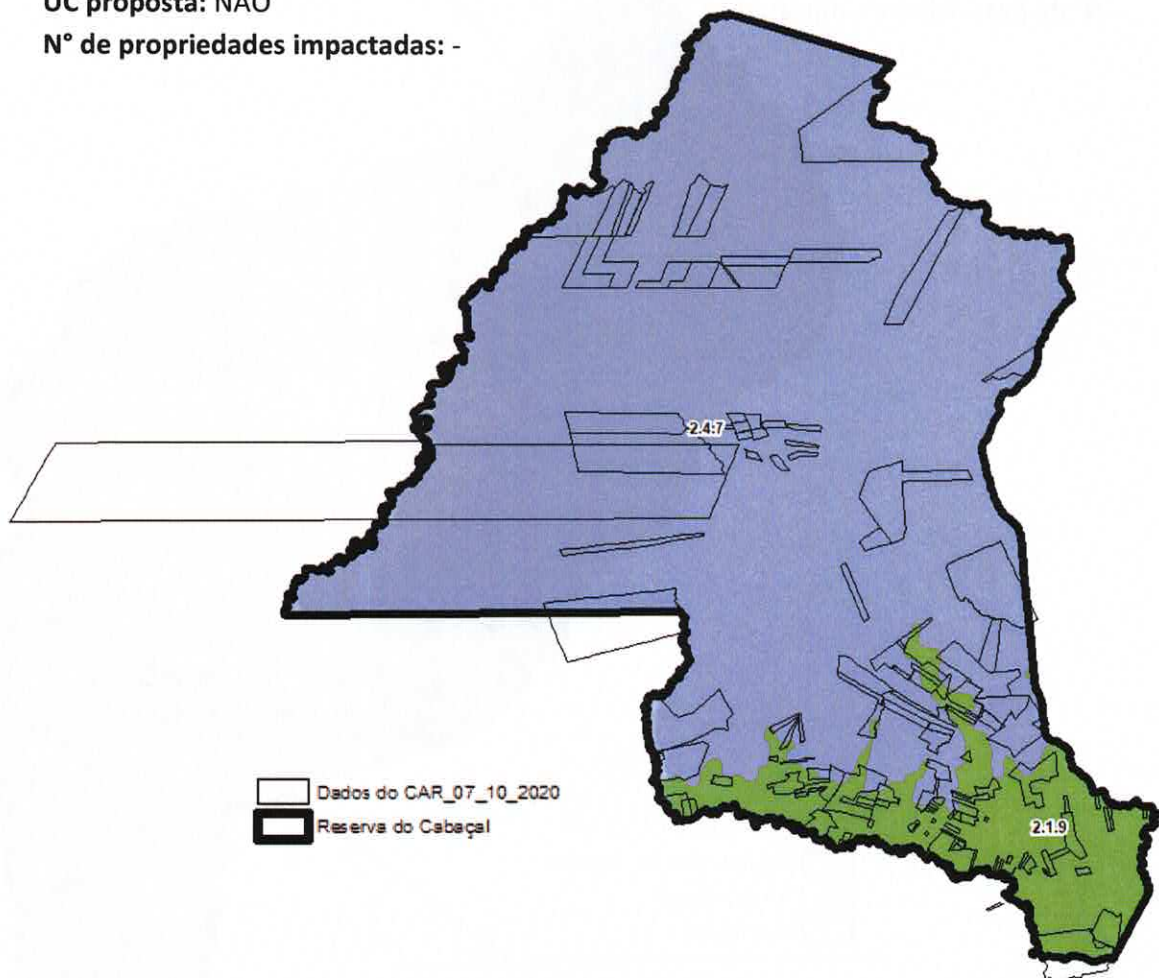 UC proposta: NÃO
N° de propriedades impactadas: -
2.4.7
Dados do CAR_07_10_2020
Reserva do Cabaçal
2.1.9